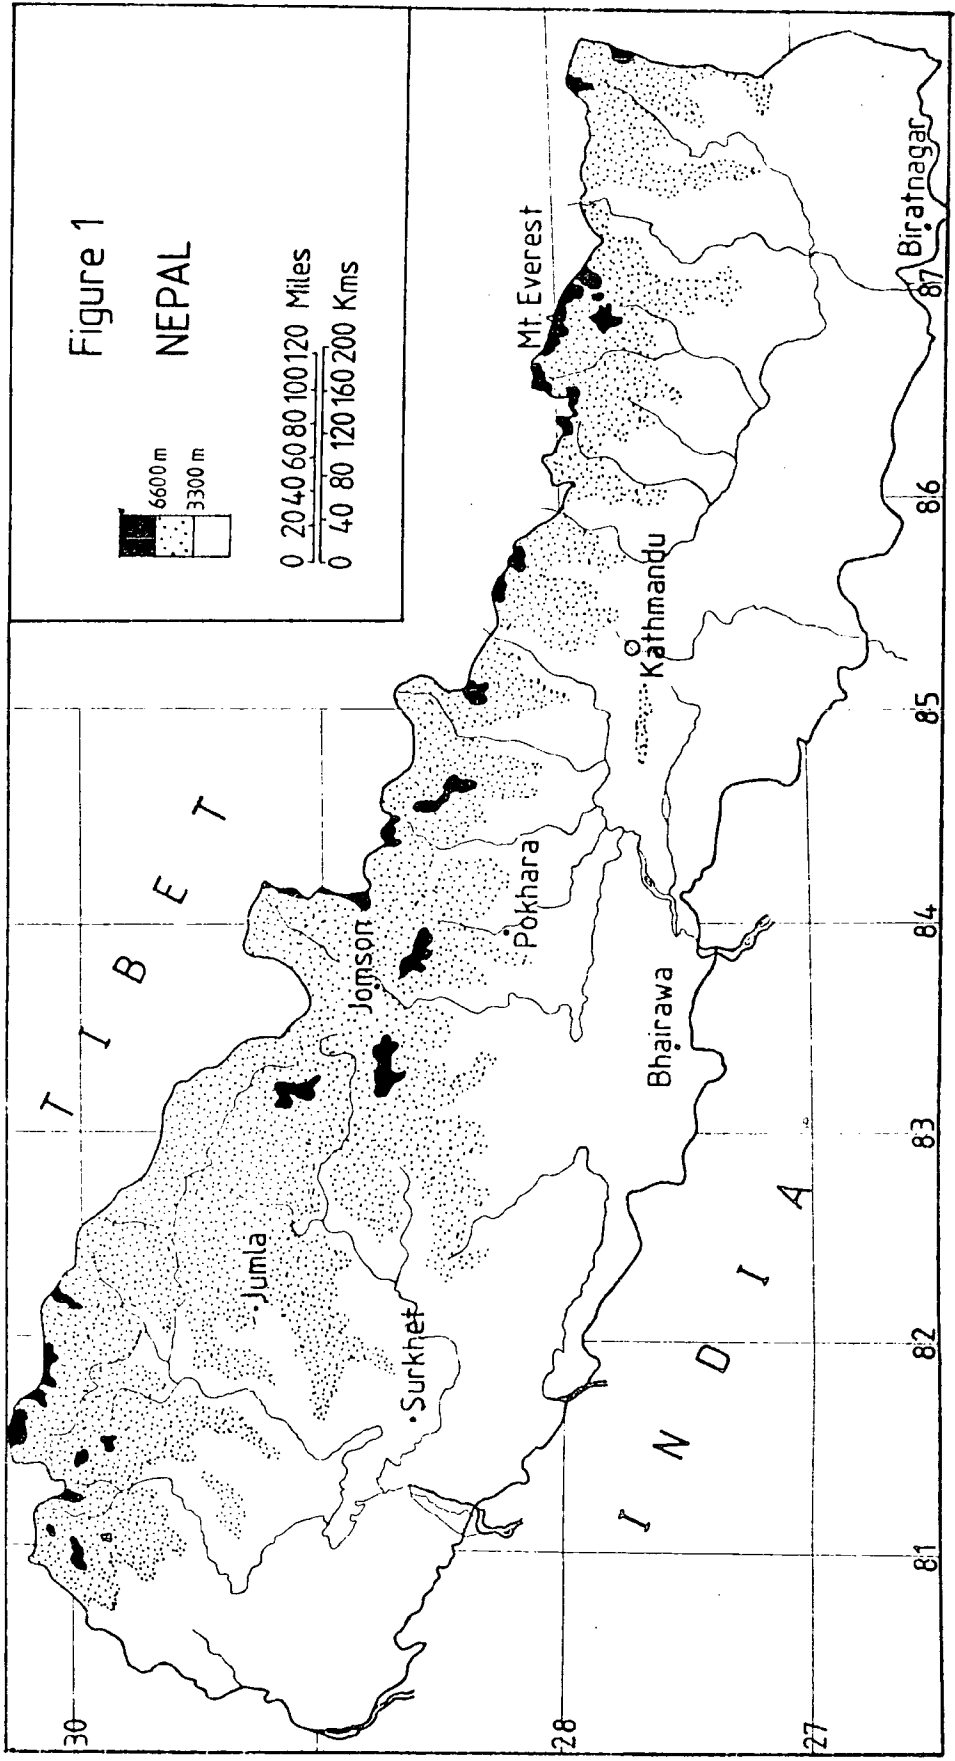 Figure 1
NEPAL
6600 m
3300 m
0 20 40 60 80 100 120 Miles
0 40 80 120 160 200 Kms
T I B E T
Mt Everest
Jumla
Jomson
Surkhet
Pokhara
Kathmandu
Bhairawa
Biratnagar
I N D I A
30
28
27
81
82
83
84
85
86
87